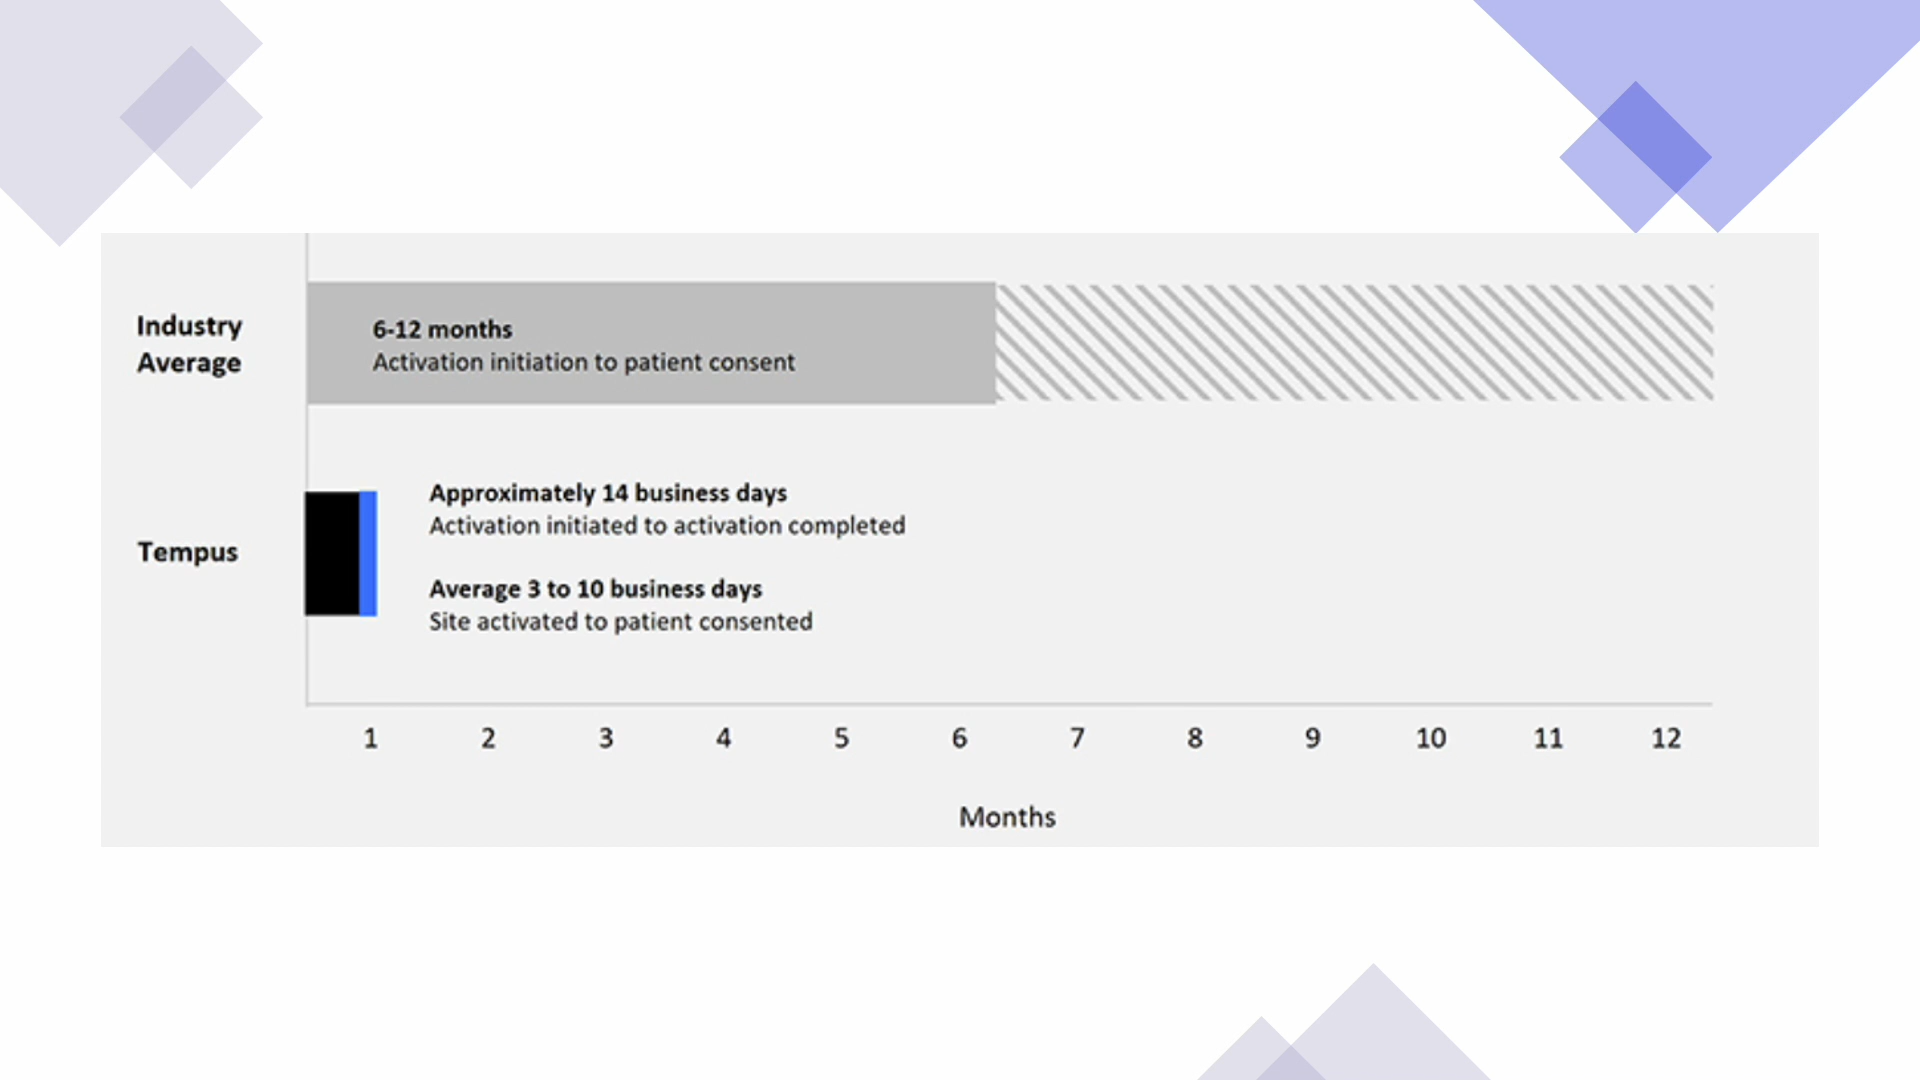 Industry
Average
6-12 months
Activation initiation to patient consent
Tempus
Approximately 14 business days
Activation initiated to activation completed
Average 3 to 10 business days
Site activated to patient consented
1 2 3 4 5 6 7 8 9 10 11 12
Months